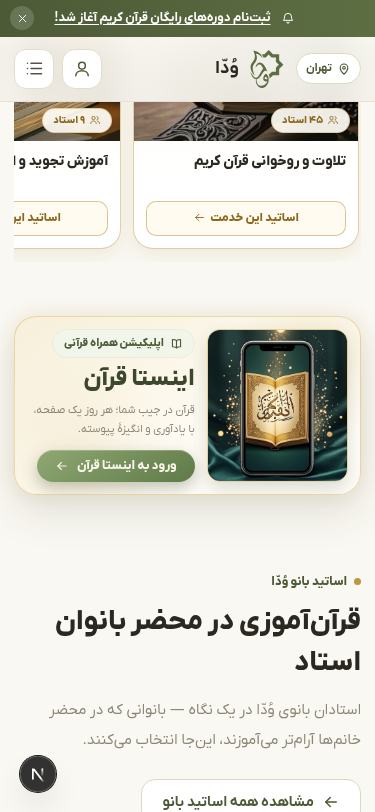 ثبت‌نام دوره‌های رایگان قرآن کریم آغاز شد!
تهران
وُدّا
۴۵ استاد
۹ استاد
تلاوت و روخوانی قرآن کریم
آموزش تجوید و
اساتید این خدمت
اساتید این
اپلیکیشن همراه قرآنی
اینستا قرآن
قرآن در جیب شما؛ هر روز یک صفحه،
با یادآوری و انگیزهٔ پیوسته.
ورود به اینستا قرآن
اساتید بانو وُدّا
قرآن‌آموزی در محضر بانوان
استاد
استادان بانوی وُدّا در یک نگاه — بانوانی که در محضر
خانم‌ها آرام‌تر می‌آموزند، این‌جا انتخاب می‌کنند.
مشاهده همه اساتید بانو
N